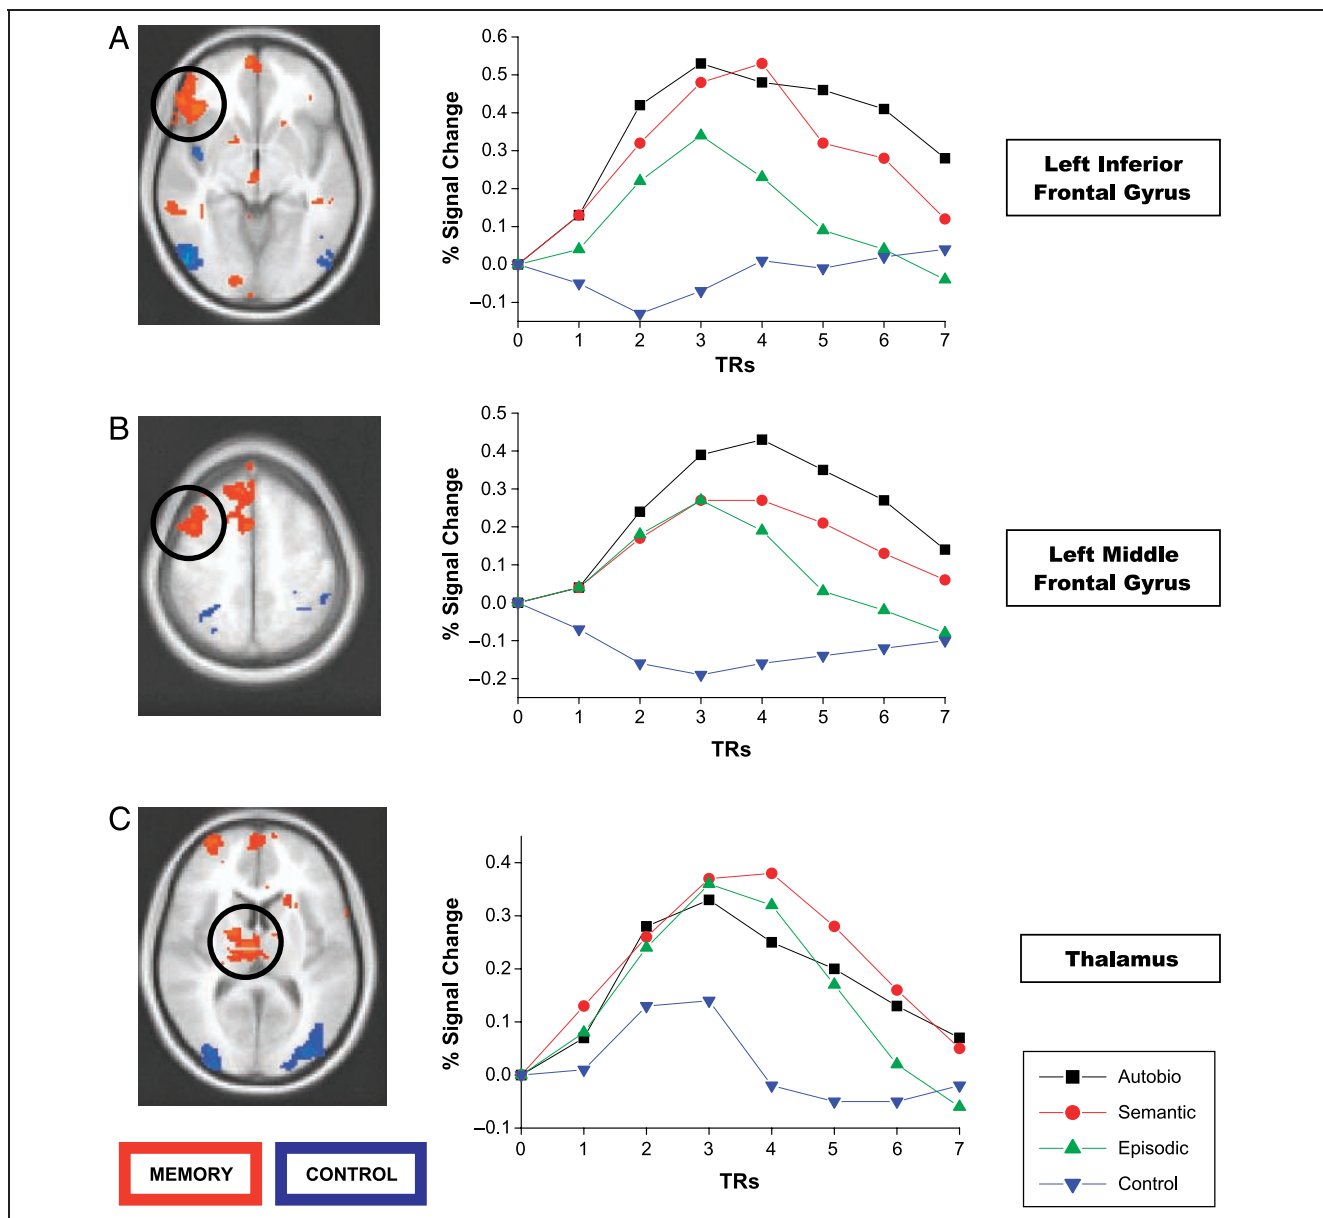 A
% Signal Change
0.6
0.5
0.4
0.3
0.2
0.1
0.0
−0.1
0 1 2 3 4 5 6 7
TRs
Left Inferior
Frontal Gyrus
B
% Signal Change
0.5
0.4
0.3
0.2
0.1
0.0
−0.1
−0.2
0 1 2 3 4 5 6 7
TRs
Left Middle
Frontal Gyrus
C
% Signal Change
0.4
0.3
0.2
0.1
0.0
−0.1
0 1 2 3 4 5 6 7
TRs
Thalamus
Autobio
Semantic
Episodic
Control
MEMORY
CONTROL